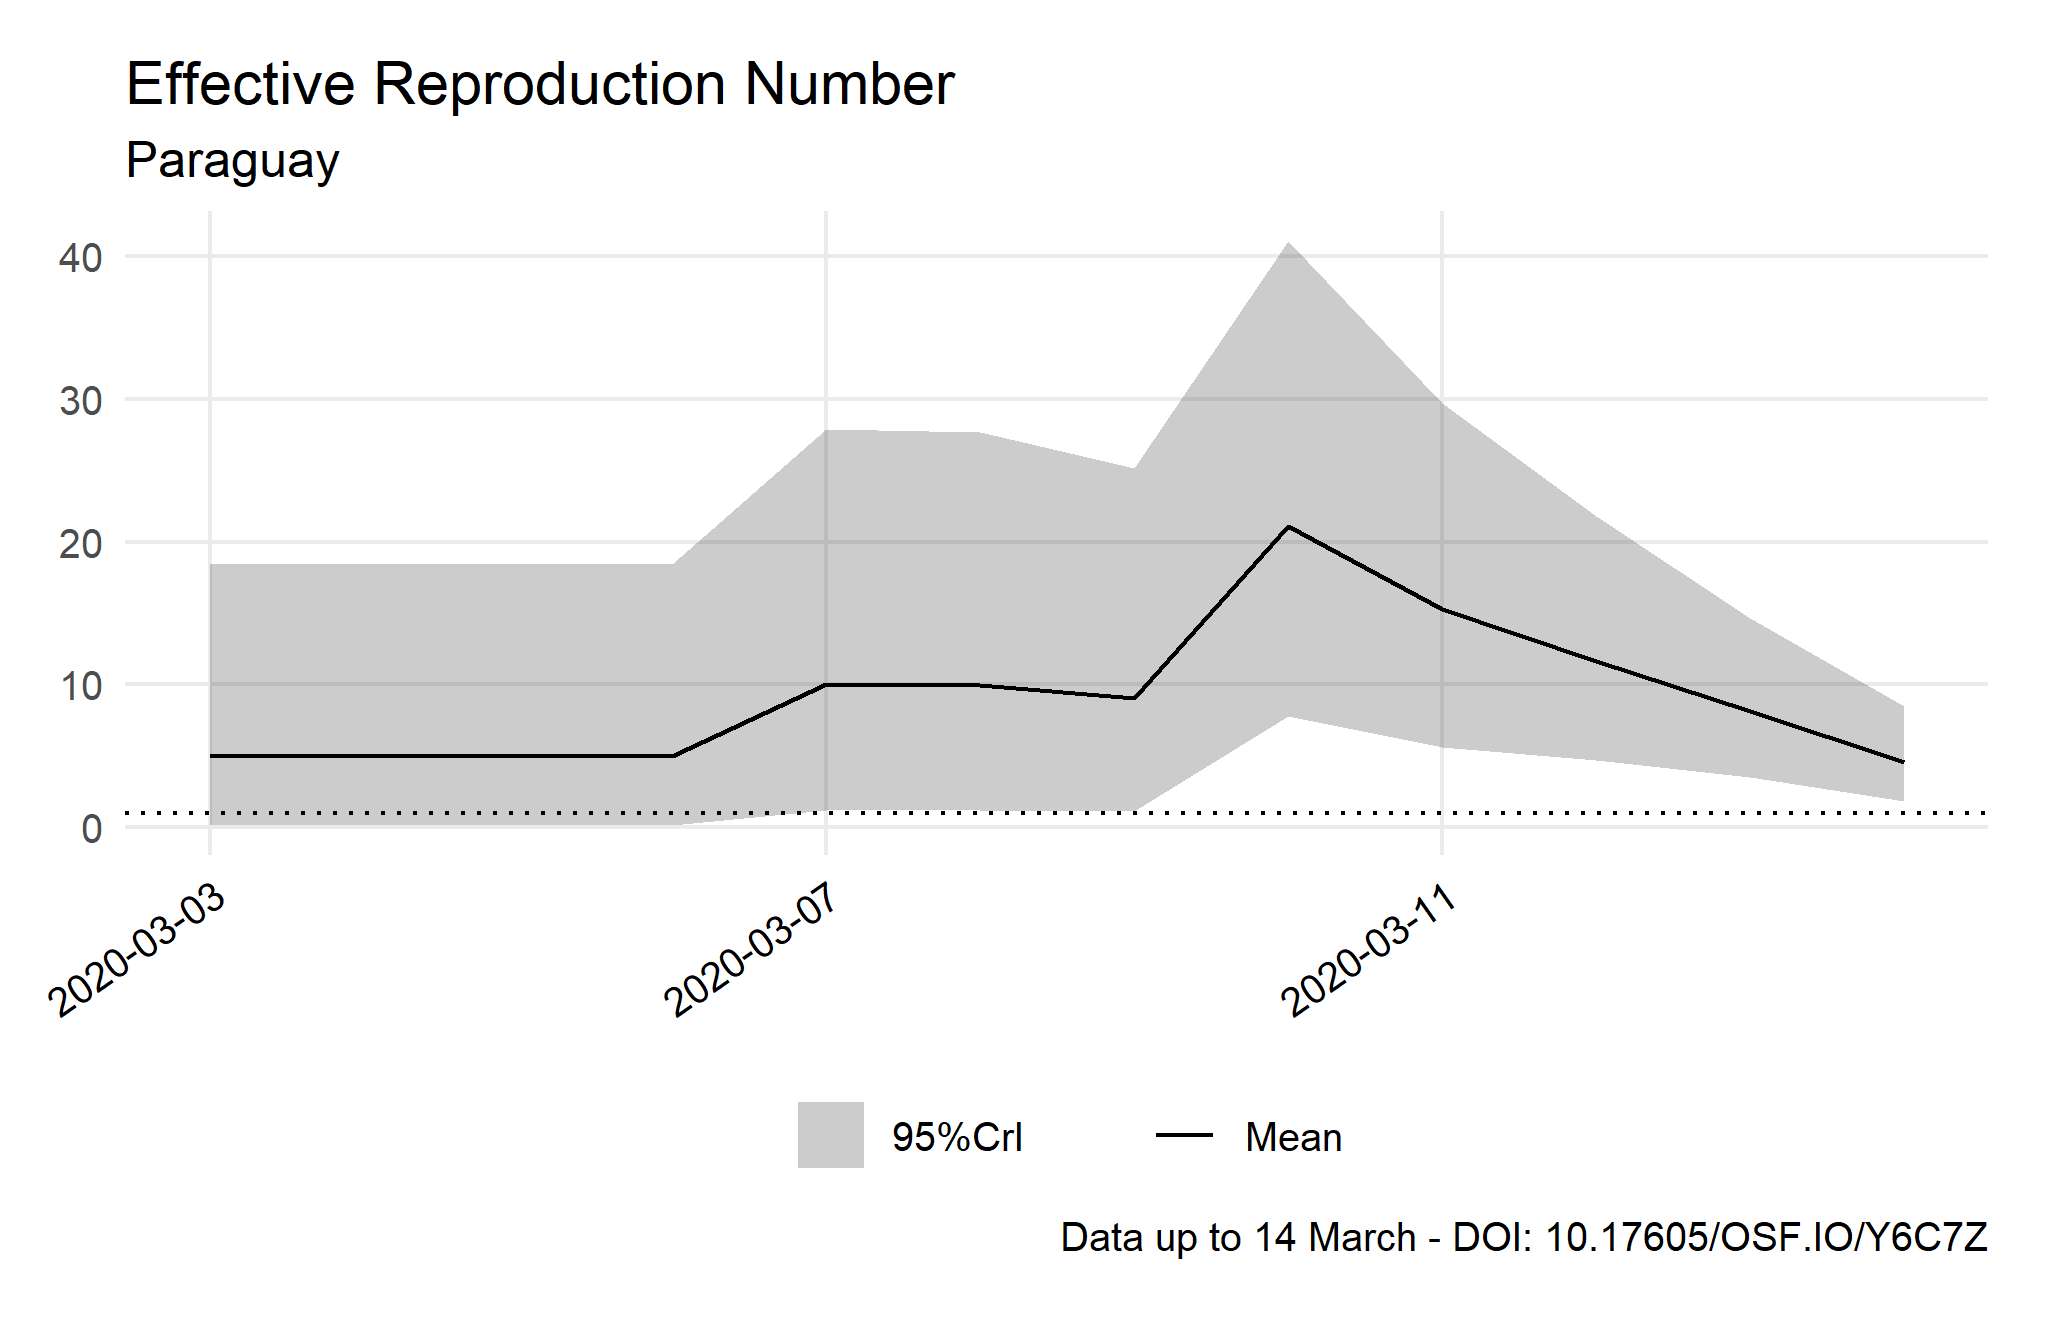 Effective Reproduction Number
Paraguay
40
30
20
10
0
2020-03-03
2020-03-07
2020-03-11
95%CrI
Mean
Data up to 14 March - DOI: 10.17605/OSF.IO/Y6C7Z